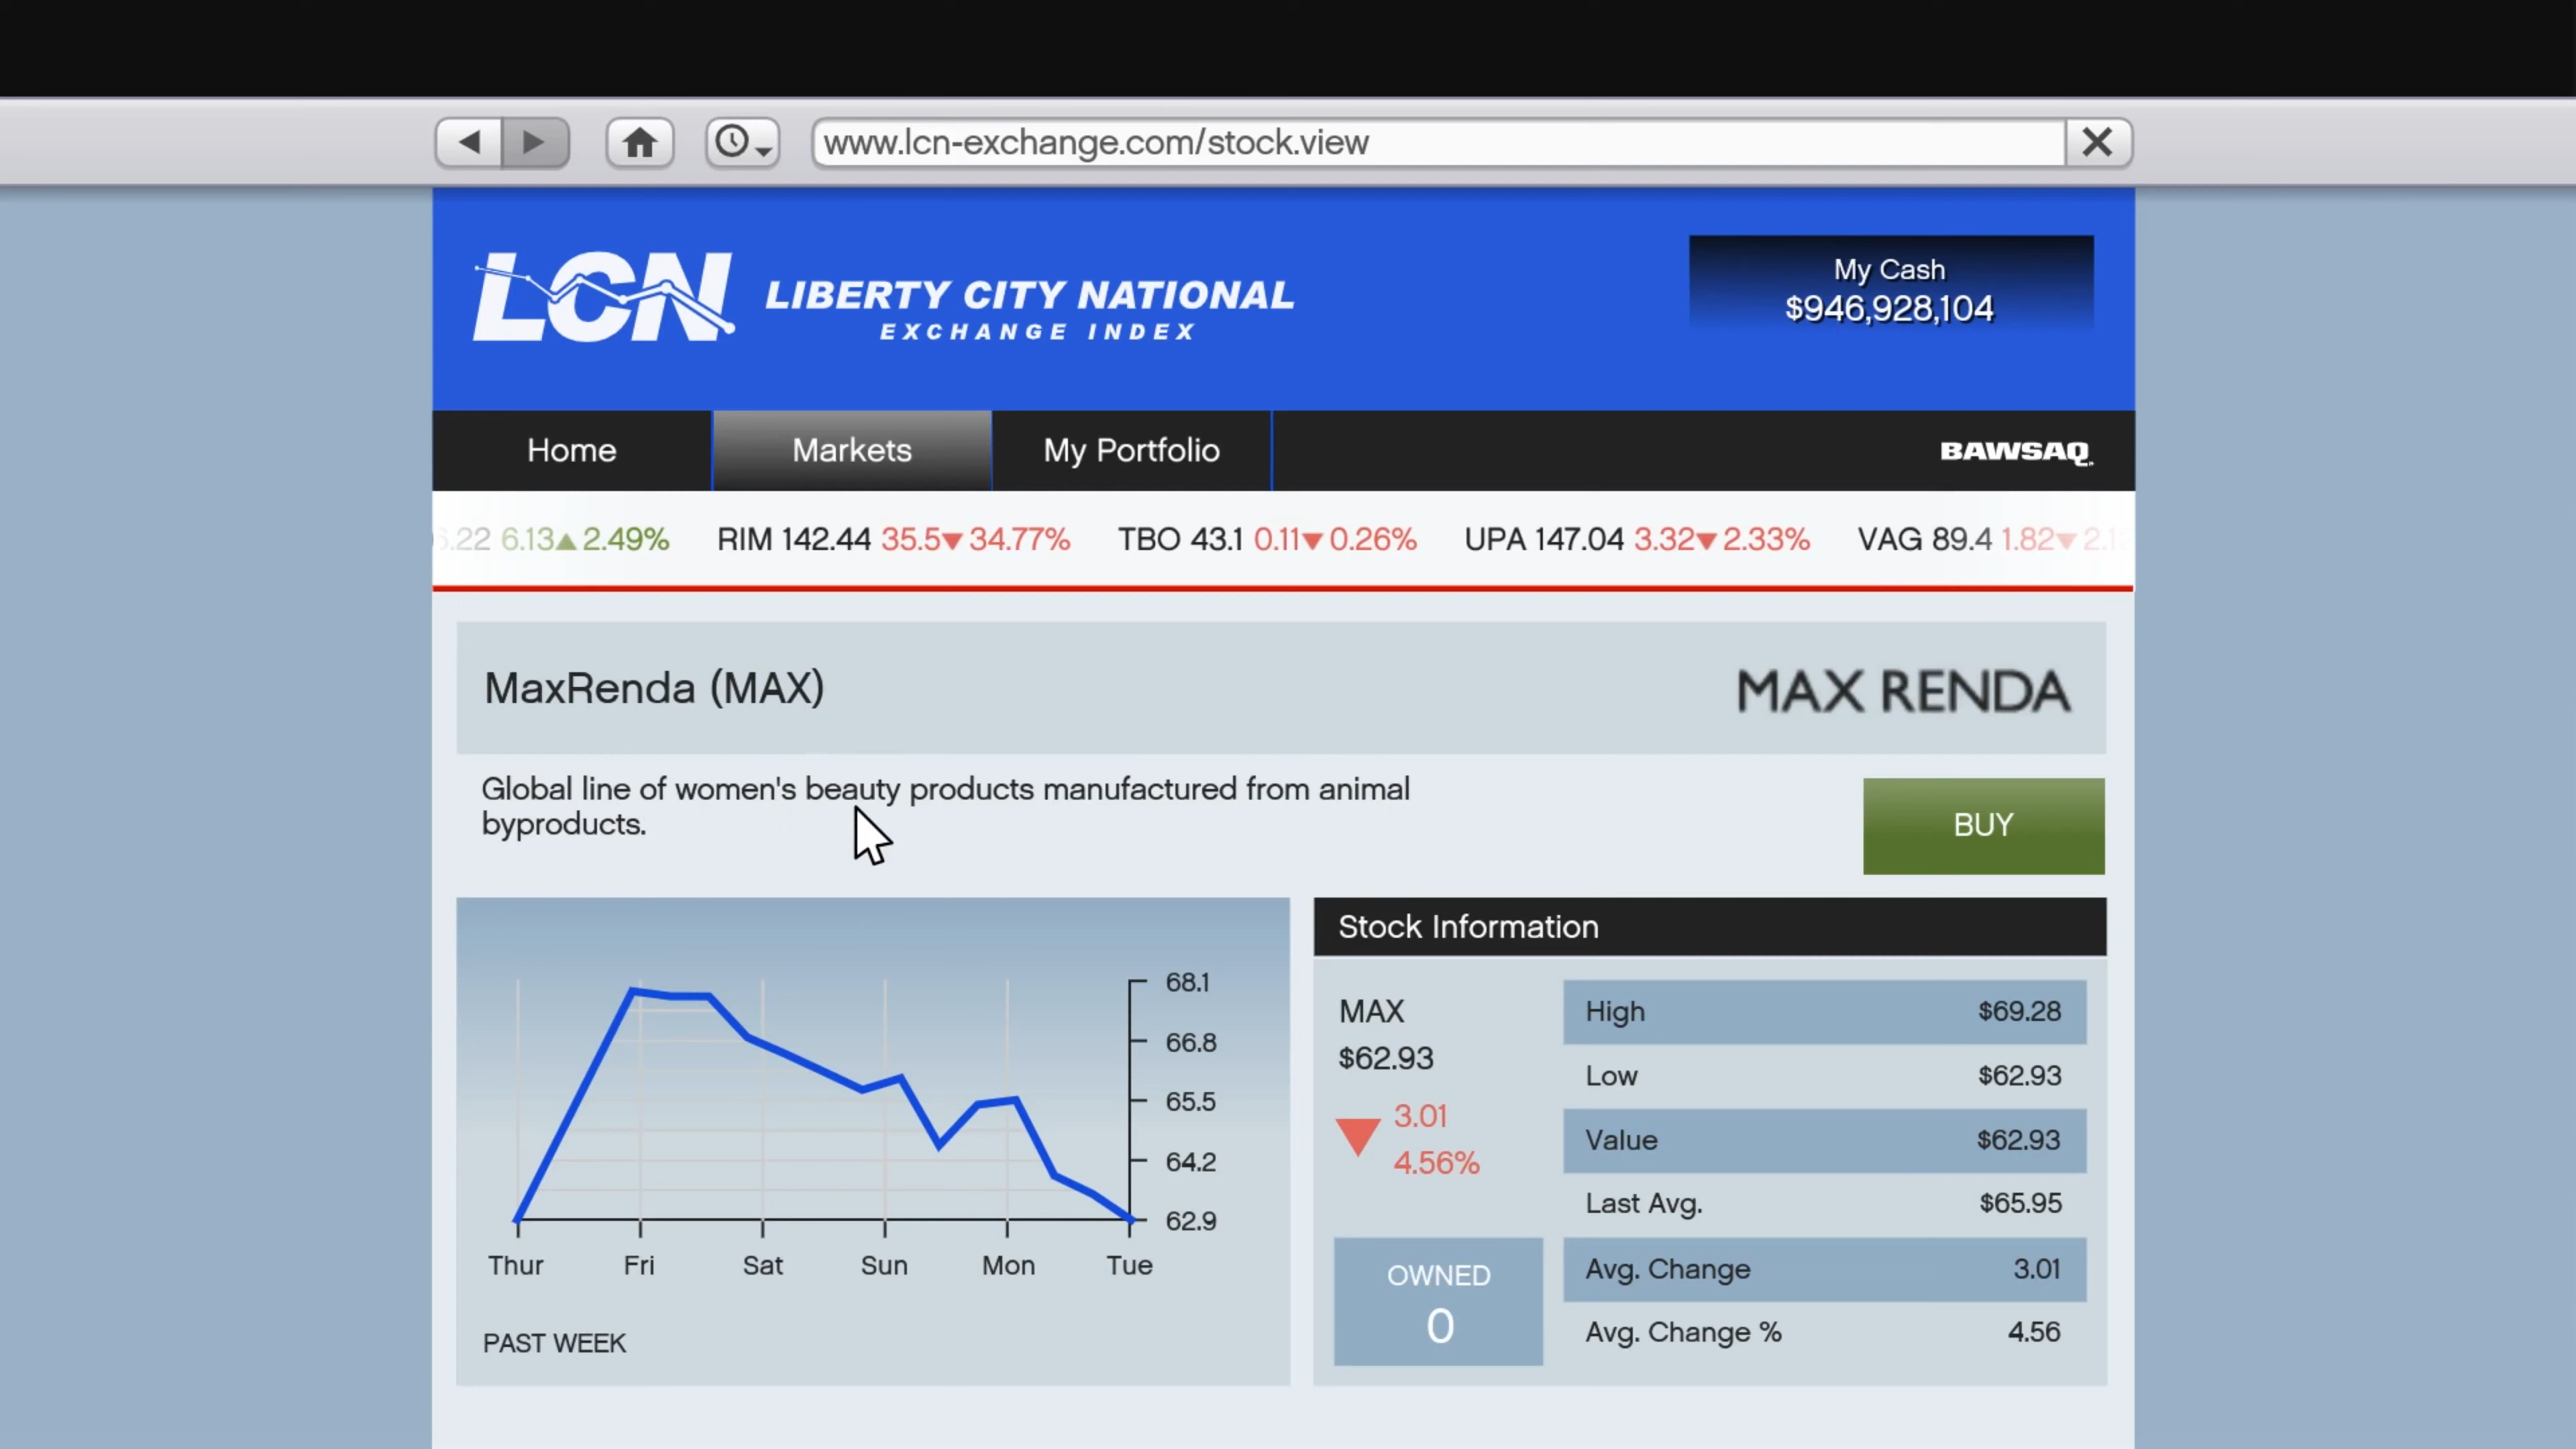 www.lcn-exchange.com/stock.view
LCN LIBERTY CITY NATIONAL
EXCHANGE INDEX
My Cash
$946,928,104
Home Markets My Portfolio BAWSAQ
.22 6.13▲2.49% RIM 142.44 35.5▼34.77% TBO 43.1 0.11▼0.26% UPA 147.04 3.32▼2.33% VAG 89.4 1.82▼
MaxRenda (MAX) MAX RENDA
Global line of women's beauty products manufactured from animal
byproducts.
BUY
68.1
66.8
65.5
64.2
62.9
Thur Fri Sat Sun Mon Tue
PAST WEEK
Stock Information
MAX
$62.93
3.01
4.56%
OWNED
0
High $69.28
Low $62.93
Value $62.93
Last Avg. $65.95
Avg. Change 3.01
Avg. Change % 4.56